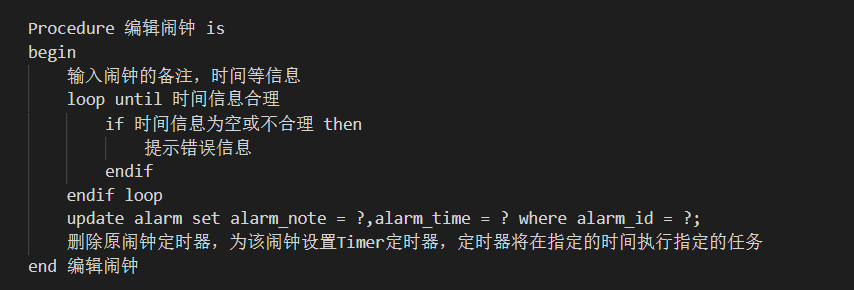 Procedure 编辑闹钟 is
begin
    输入闹钟的备注，时间等信息
    loop until 时间信息合理
        if 时间信息为空或不合理 then
            提示错误信息
        endif
    endif loop
    update alarm set alarm_note = ?,alarm_time = ? where alarm_id = ?;
    删除原闹钟定时器，为该闹钟设置Timer定时器，定时器将在指定的时间执行指定的任务
end 编辑闹钟